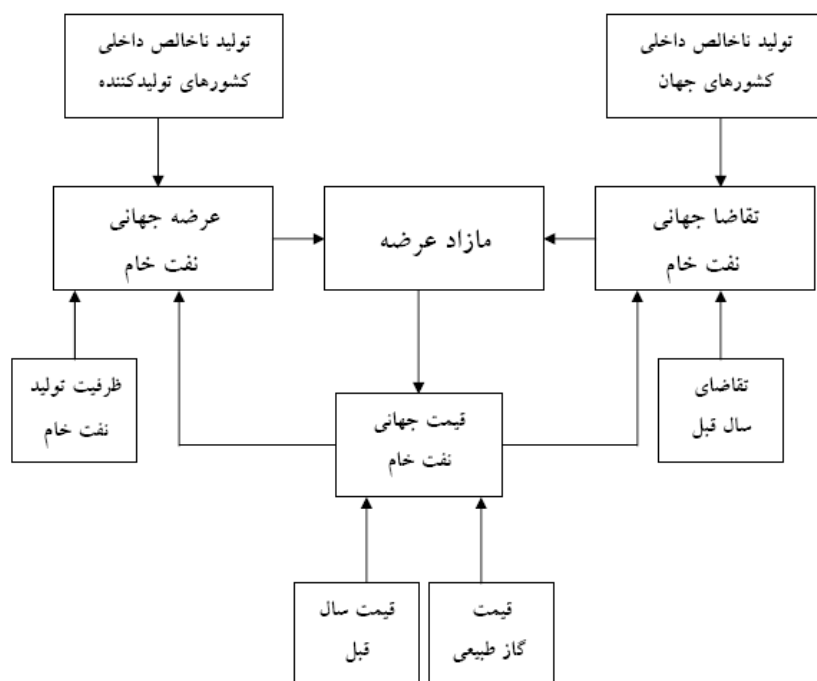 تولید ناخالص داخلی
کشورهای جهان
تولید ناخالص داخلی
کشورهای تولیدکننده
تقاضا جهانی
نفت خام
مازاد عرضه
عرضه جهانی
نفت خام
تقاضای
سال قبل
قیمت جهانی
نفت خام
ظرفیت تولید
نفت خام
قیمت
گاز طبیعی
قیمت سال
قبل